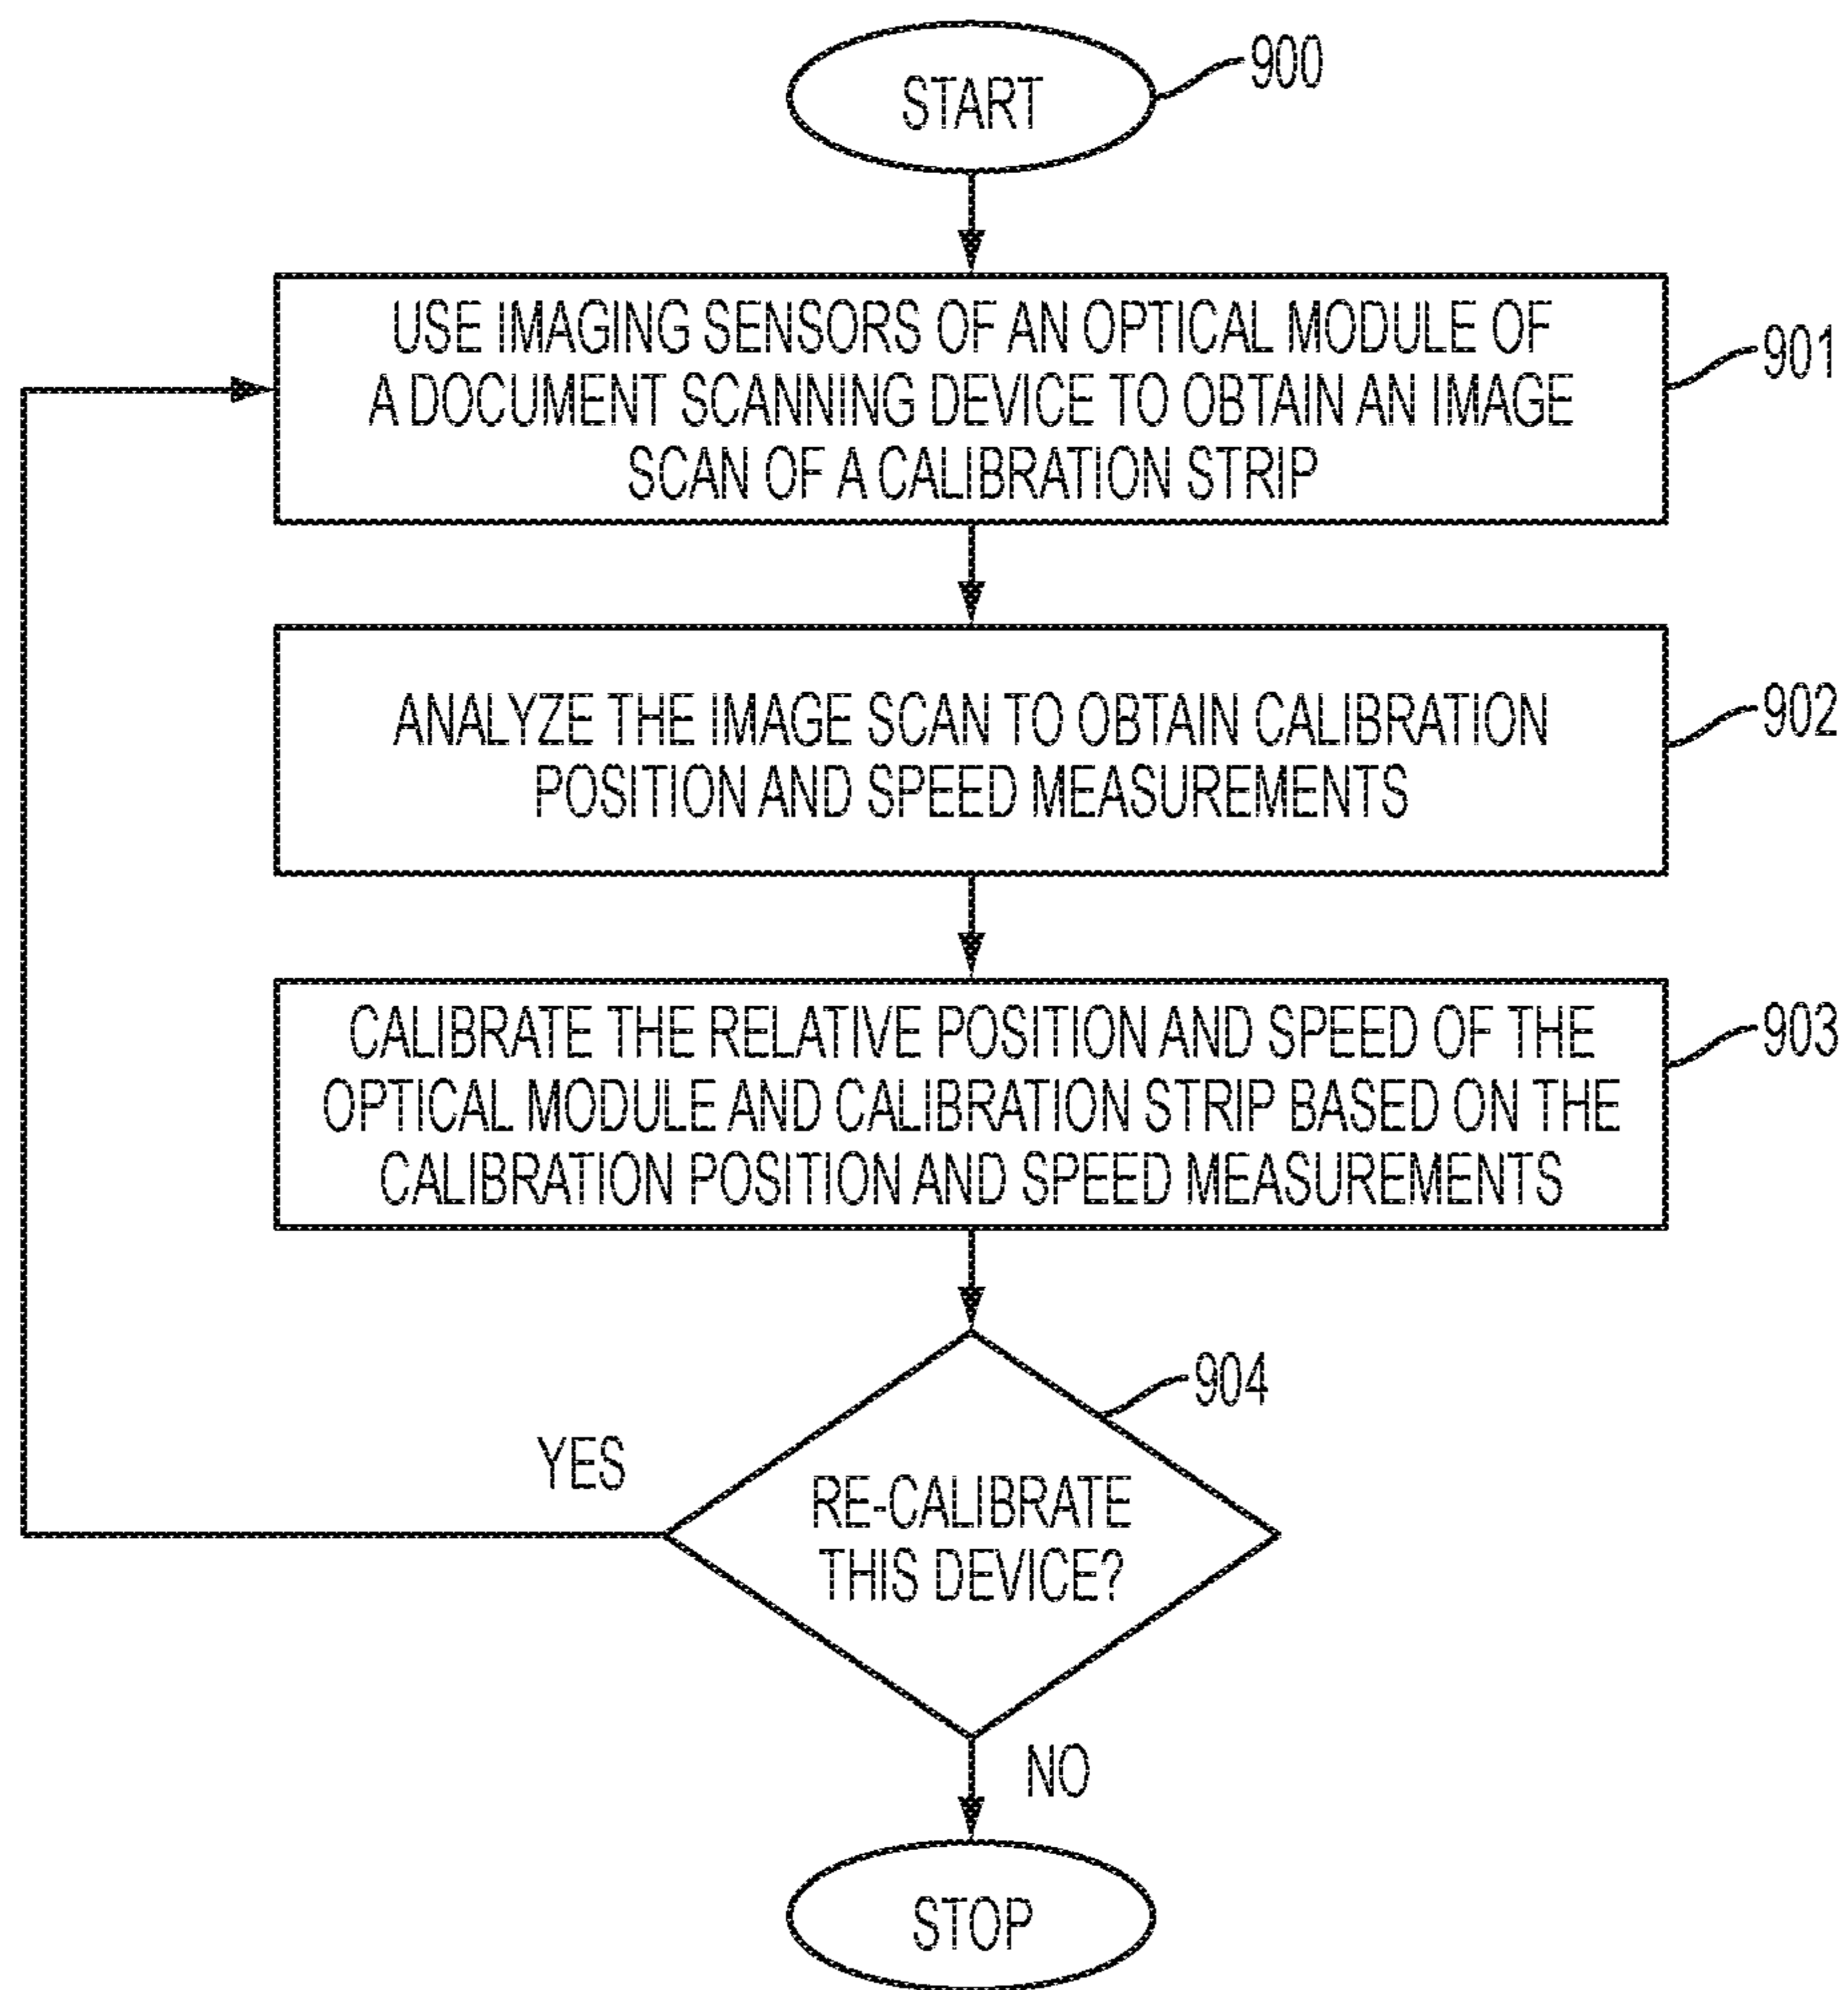 START
900
USE IMAGING SENSORS OF AN OPTICAL MODULE OF
A DOCUMENT SCANNING DEVICE TO OBTAIN AN IMAGE
SCAN OF A CALIBRATION STRIP
901
ANALYZE THE IMAGE SCAN TO OBTAIN CALIBRATION
POSITION AND SPEED MEASUREMENTS
902
CALIBRATE THE RELATIVE POSITION AND SPEED OF THE
OPTICAL MODULE AND CALIBRATION STRIP BASED ON THE
CALIBRATION POSITION AND SPEED MEASUREMENTS
903
904
YES
RE-CALIBRATE
THIS DEVICE?
NO
STOP